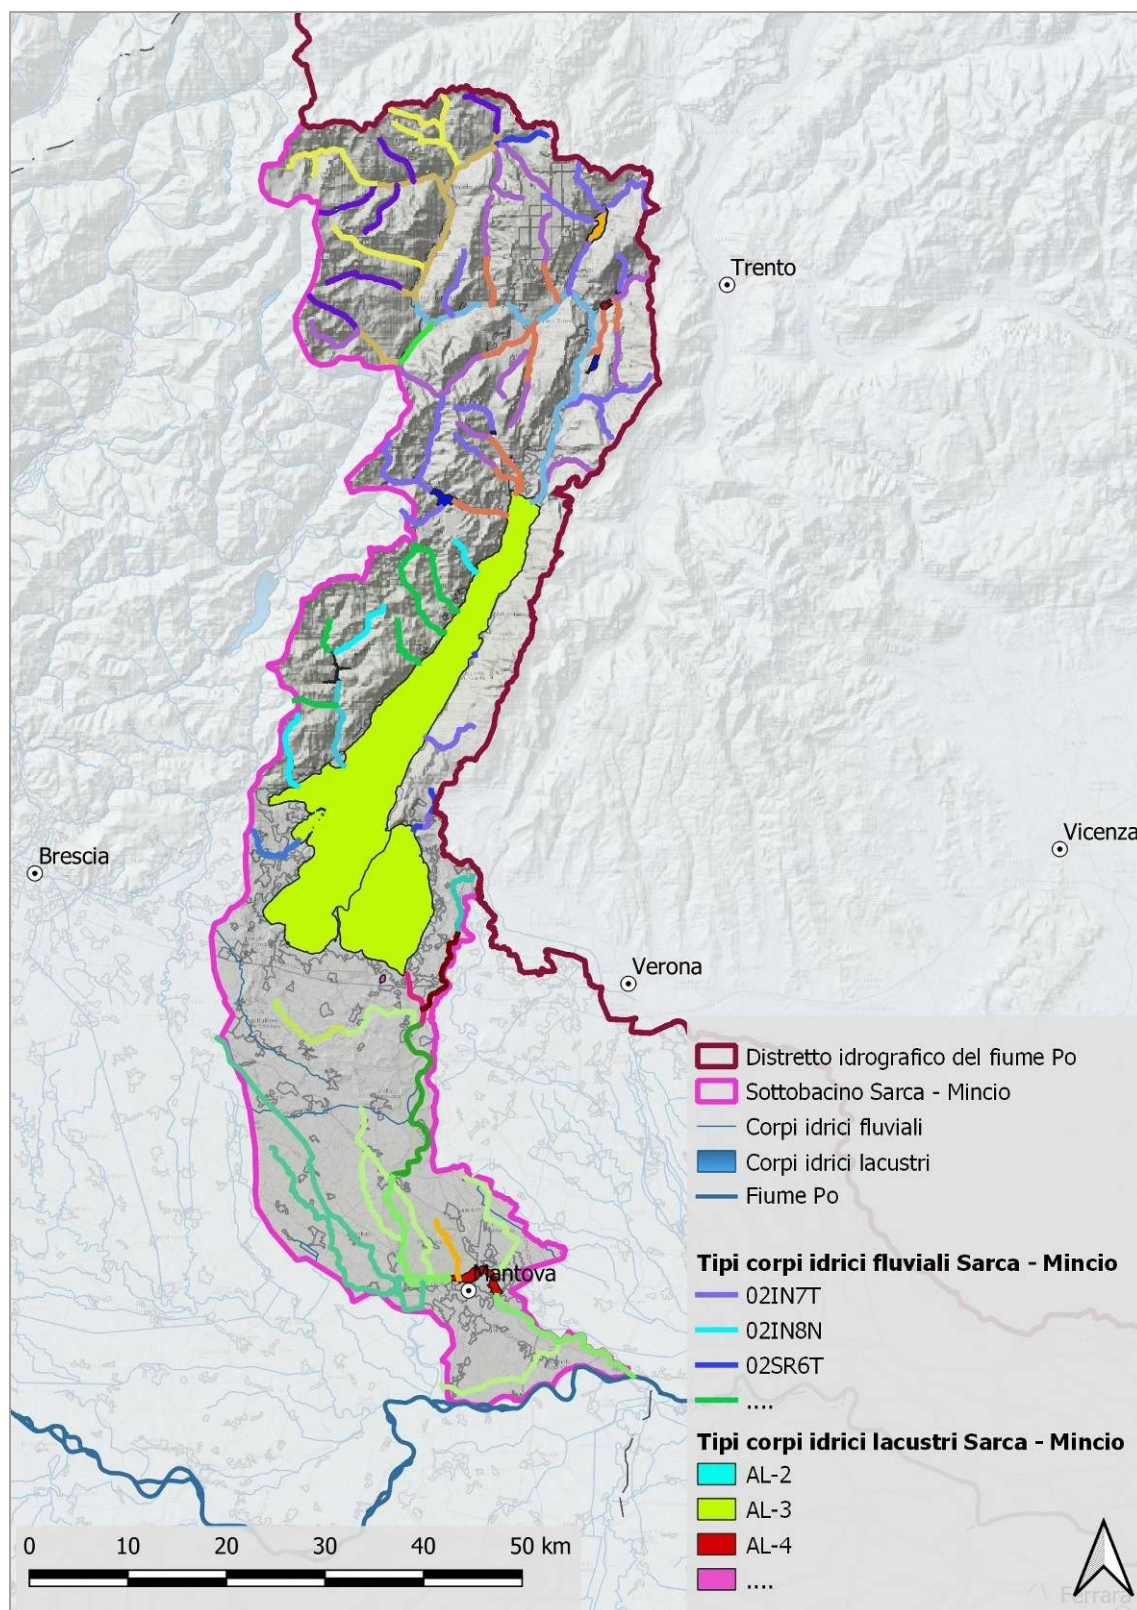 Trento
Vicenza
Brescia
Verona
Mantova
Distretto idrografico del fiume Po
Sottobacino Sarca - Mincio
Corpi idrici fluviali
Corpi idrici lacustri
Fiume Po
Tipi corpi idrici fluviali Sarca - Mincio
02IN7T
02IN8N
02SR6T
....
Tipi corpi idrici lacustri Sarca - Mincio
AL-2
AL-3
AL-4
....
0 10 20 30 40 50 km
Ferrara